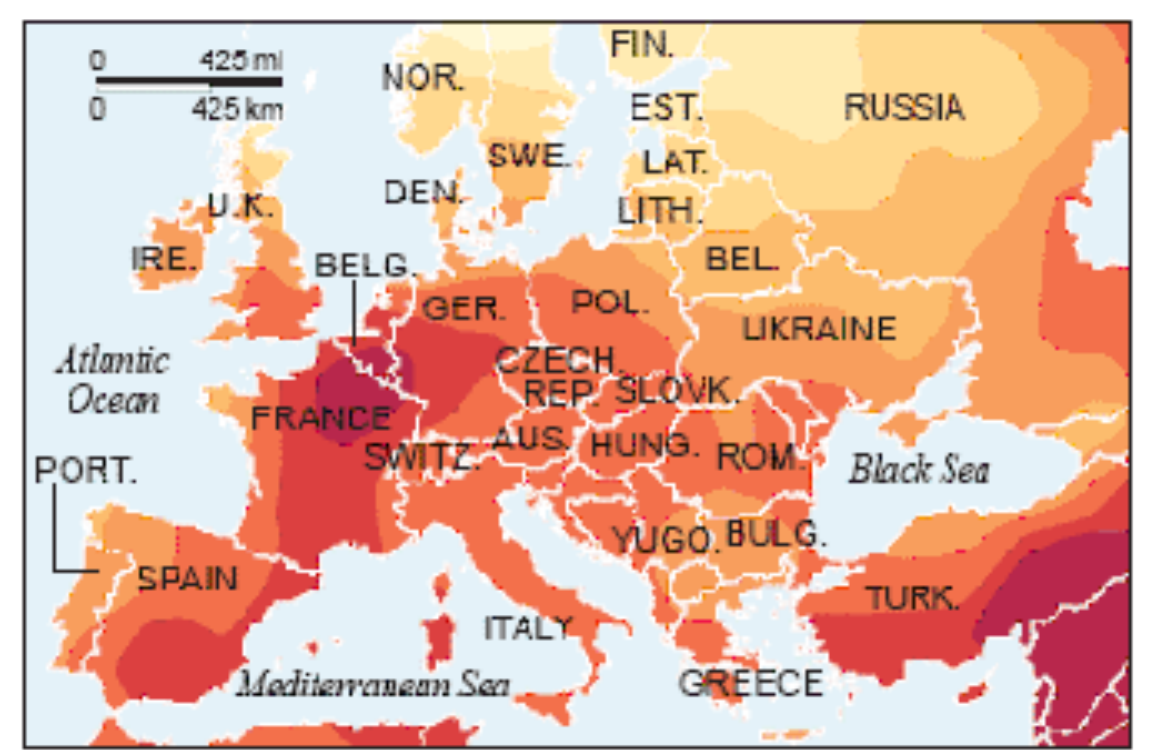 0 425 mi
0 425 km
FIN.
NOR.
EST.
RUSSIA
SWE.
LAT.
DEN.
U.K.
LITH.
IRE.
BELG.
BEL.
GER.
POL.
UKRAINE
Atlantic
Ocean
CZECH.
REP.
SLOVK.
FRANCE
AUS.
HUNG.
SWITZ.
ROM.
PORT.
Black Sea
YUGO.
BULG.
SPAIN
TURK.
ITALY
Mediterranean Sea
GREECE